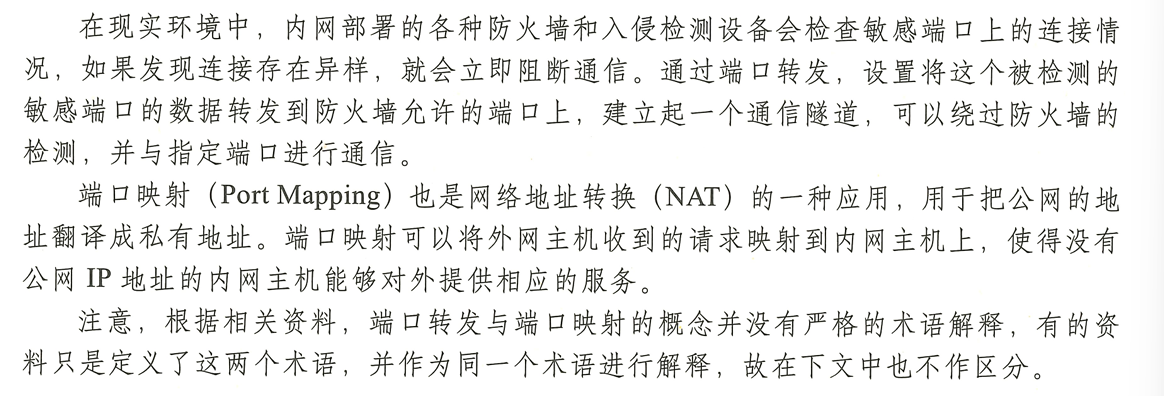 在现实环境中，内网部署的各种防火墙和入侵检测设备会检查敏感端口上的连接情
况，如果发现连接存在异样，就会立即阻断通信。通过端口转发，设置将这个被检测的
敏感端口的数据转发到防火墙允许的端口上，建立起一个通信隧道，可以绕过防火墙的
检测，并与指定端口进行通信。
端口映射（Port Mapping）也是网络地址转换（NAT）的一种应用，用于把公网的地
址翻译成私有地址。端口映射可以将外网主机收到的请求映射到内网主机上，使得没有
公网 IP 地址的内网主机能够对外提供相应的服务。
注意，根据相关资料，端口转发与端口映射的概念并没有严格的术语解释，有的资
料只是定义了这两个术语，并作为同一个术语进行解释，故在下文中也不作区分。